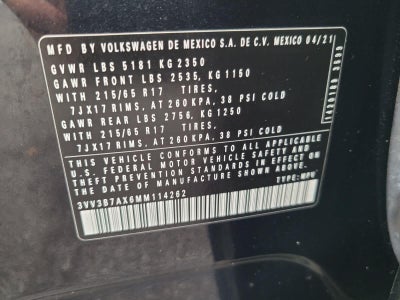 MFD BY VOLKSWAGEN DE MEXICO S.A. DE C.V. MEXICO 04/21
GVWR LBS 5181 KG 2350
GAWR FRONT LBS 2535, KG 1150
WITH 215/65 R17 TIRES,
7JX17 RIMS, AT 260 KPA, 38 PSI COLD
GAWR REAR LBS 2756, KG 1250
WITH 215/65 R17 TIRES,
7JX17 RIMS, AT 260 KPA, 38 PSI COLD
THIS VEHICLE CONFORMS TO ALL APPLICABLE
U.S. FEDERAL MOTOR VEHICLE SAFETY AND
THEFT PREVENTION STANDARDS IN EFFECT ON
THE DATE OF MANUFACTURE SHOWN ABOVE.
3VV3B7AX6MM114262 TYPE: MPV